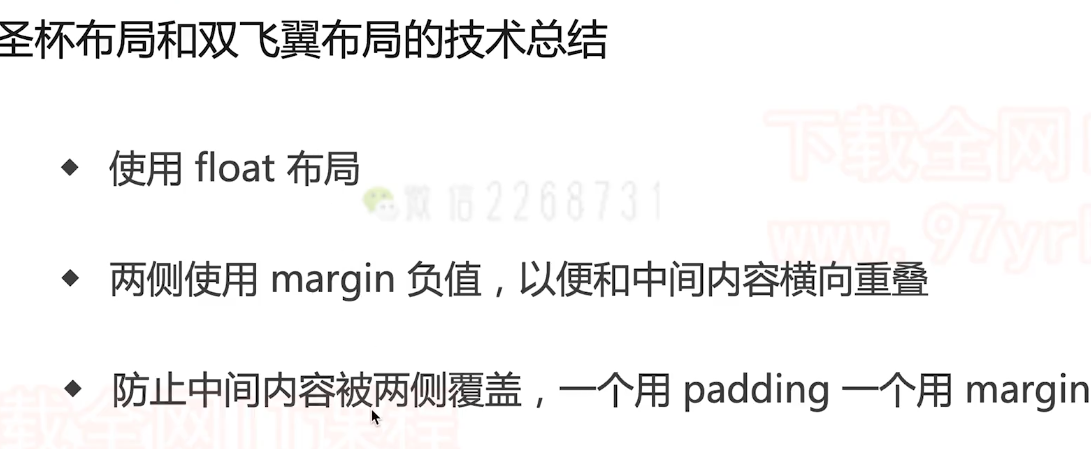 圣杯布局和双飞翼布局的技术总结
下载全网
使用 float 布局
微信2268731
www.97yr
两侧使用 margin 负值，以便和中间内容横向重叠
防止中间内容被两侧覆盖，一个用 padding 一个用 margin